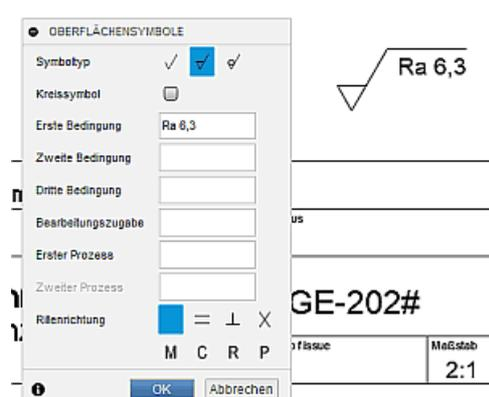 OBERFLÄCHENSYMBOLE
Symboltyp
Kreissymbol
Erste Bedingung Ra 6,3
Zweite Bedingung
Dritte Bedingung
Bearbeitungszugabe
Erster Prozess
Zweiter Prozess
Rillenrichtung = ⊥ X
M C R P
OK Abbrechen
Ra 6,3
GE-202#
Maßstab
2:1